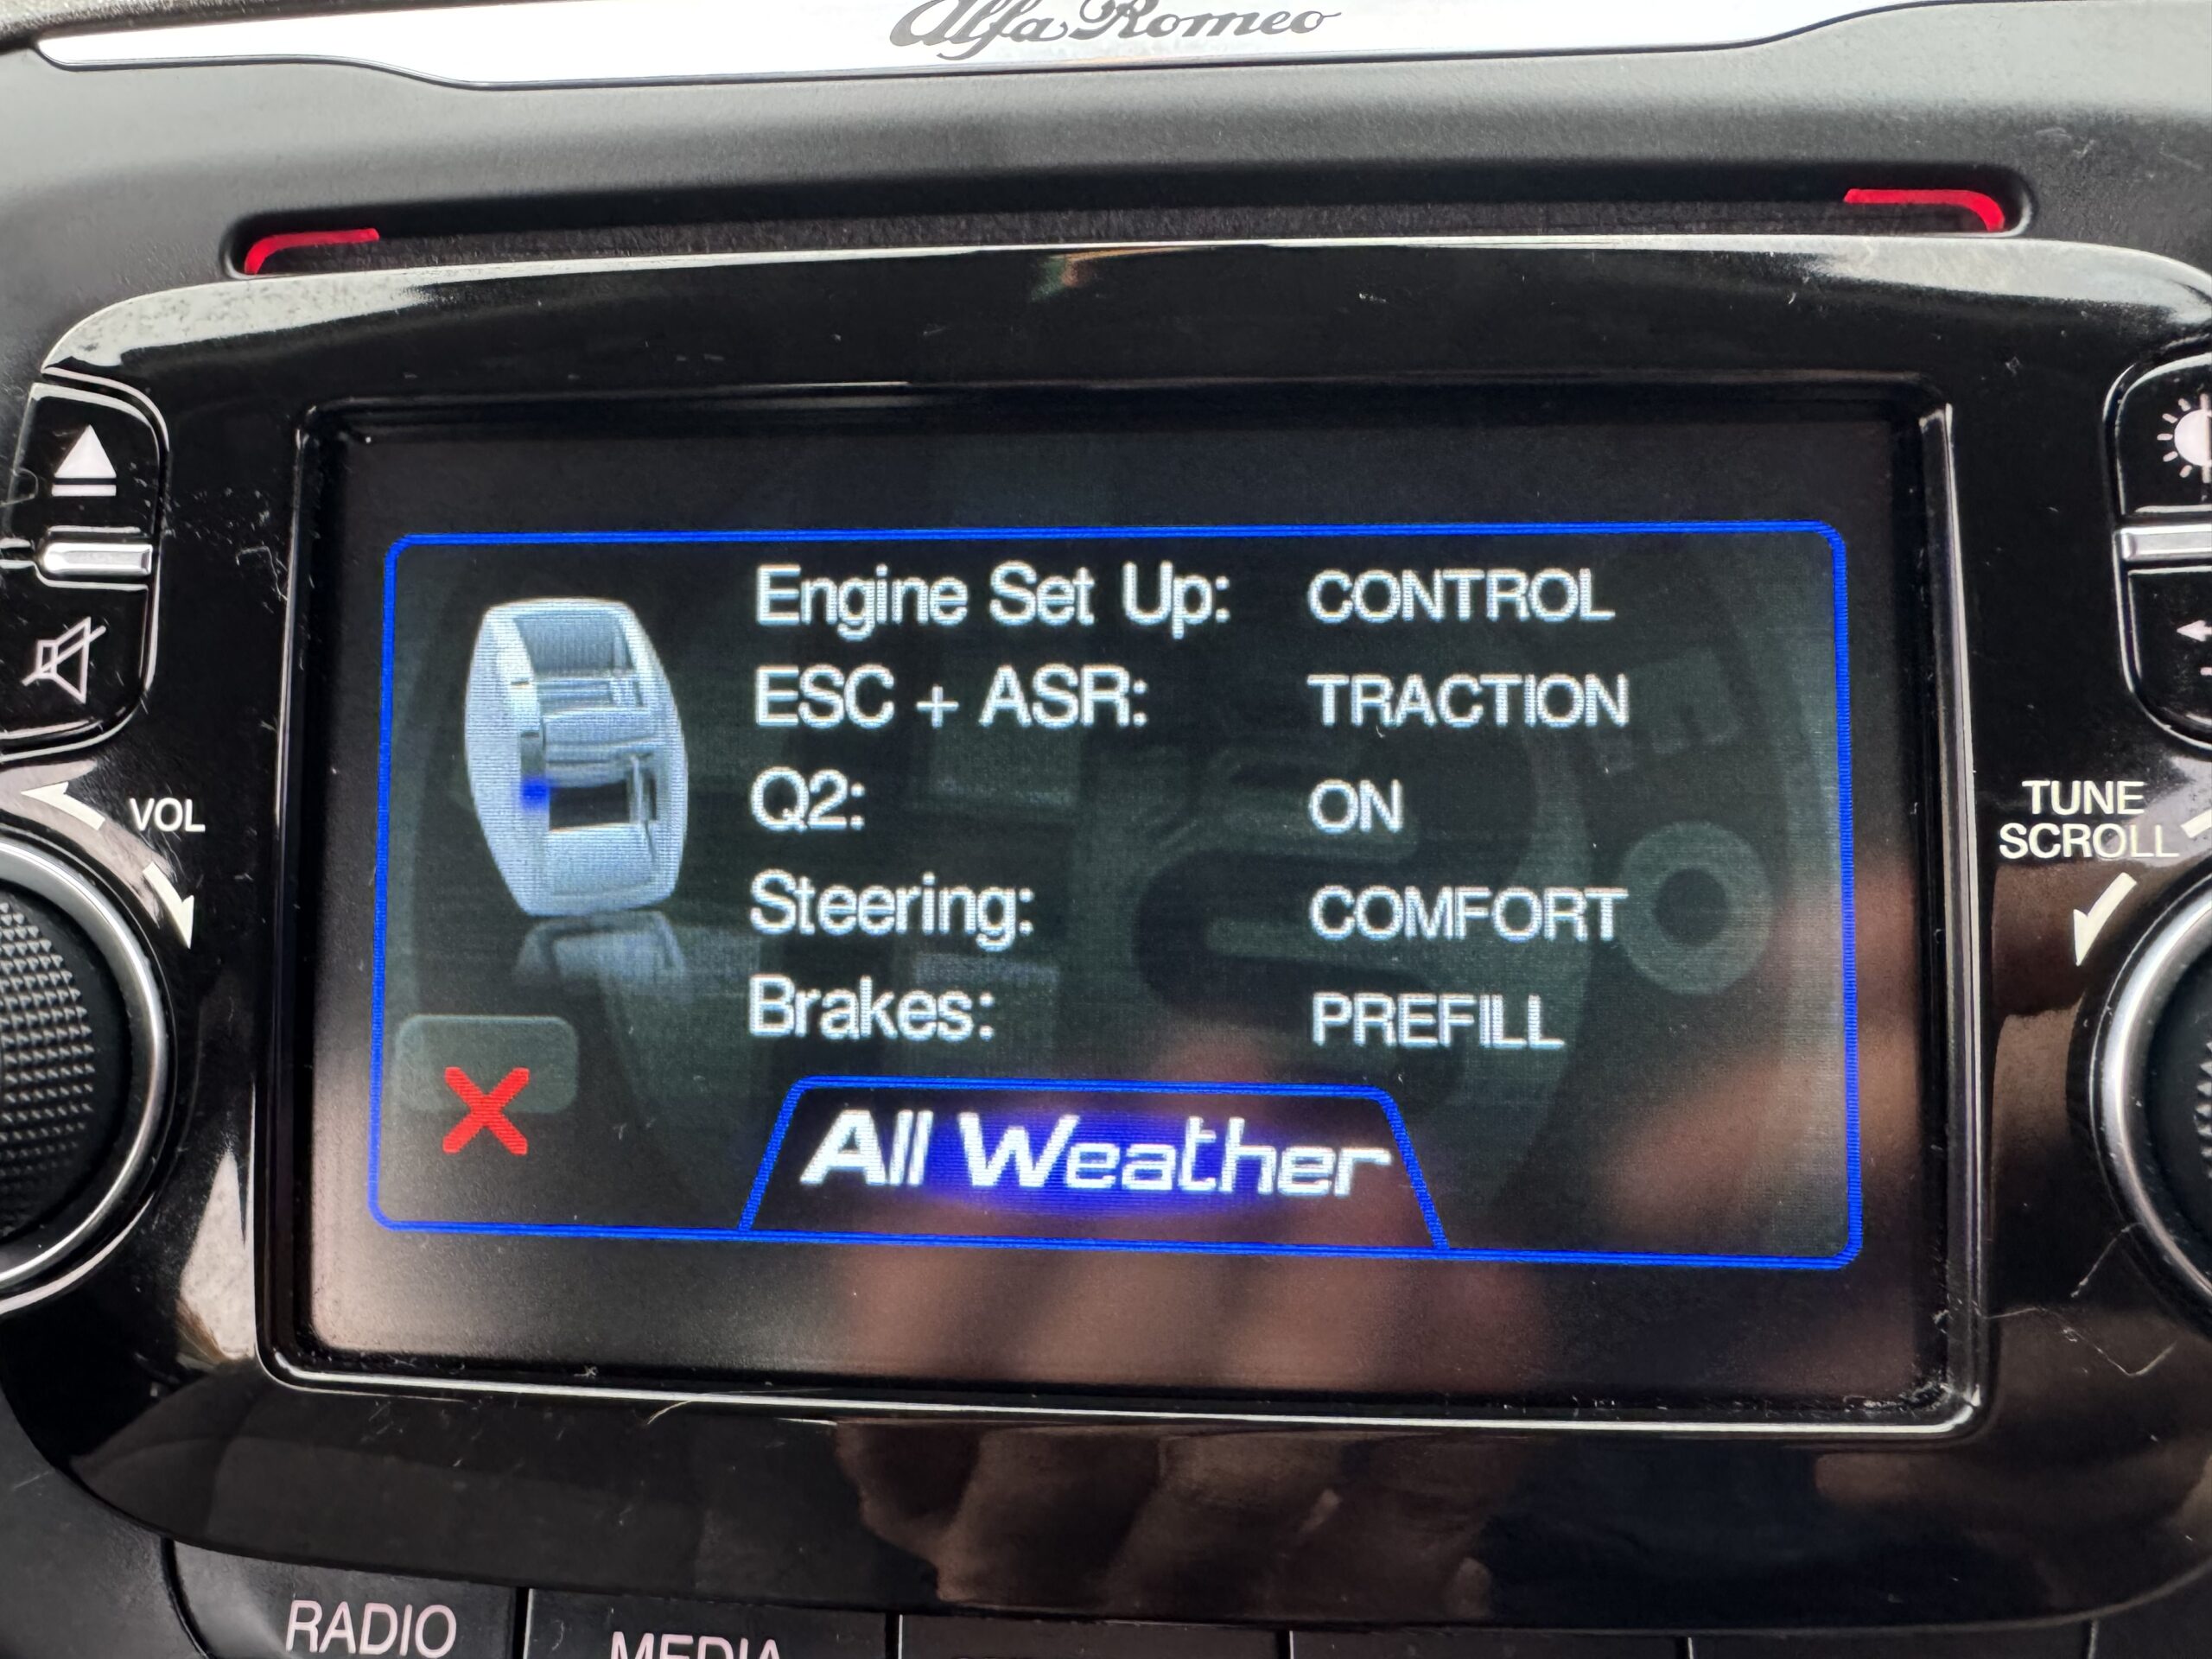 Alfa Romeo
Engine Set Up: CONTROL
ESC + ASR: TRACTION
Q2: ON
Steering: COMFORT
Brakes: PREFILL
All Weather
VOL
TUNE
SCROLL
RADIO
MEDIA